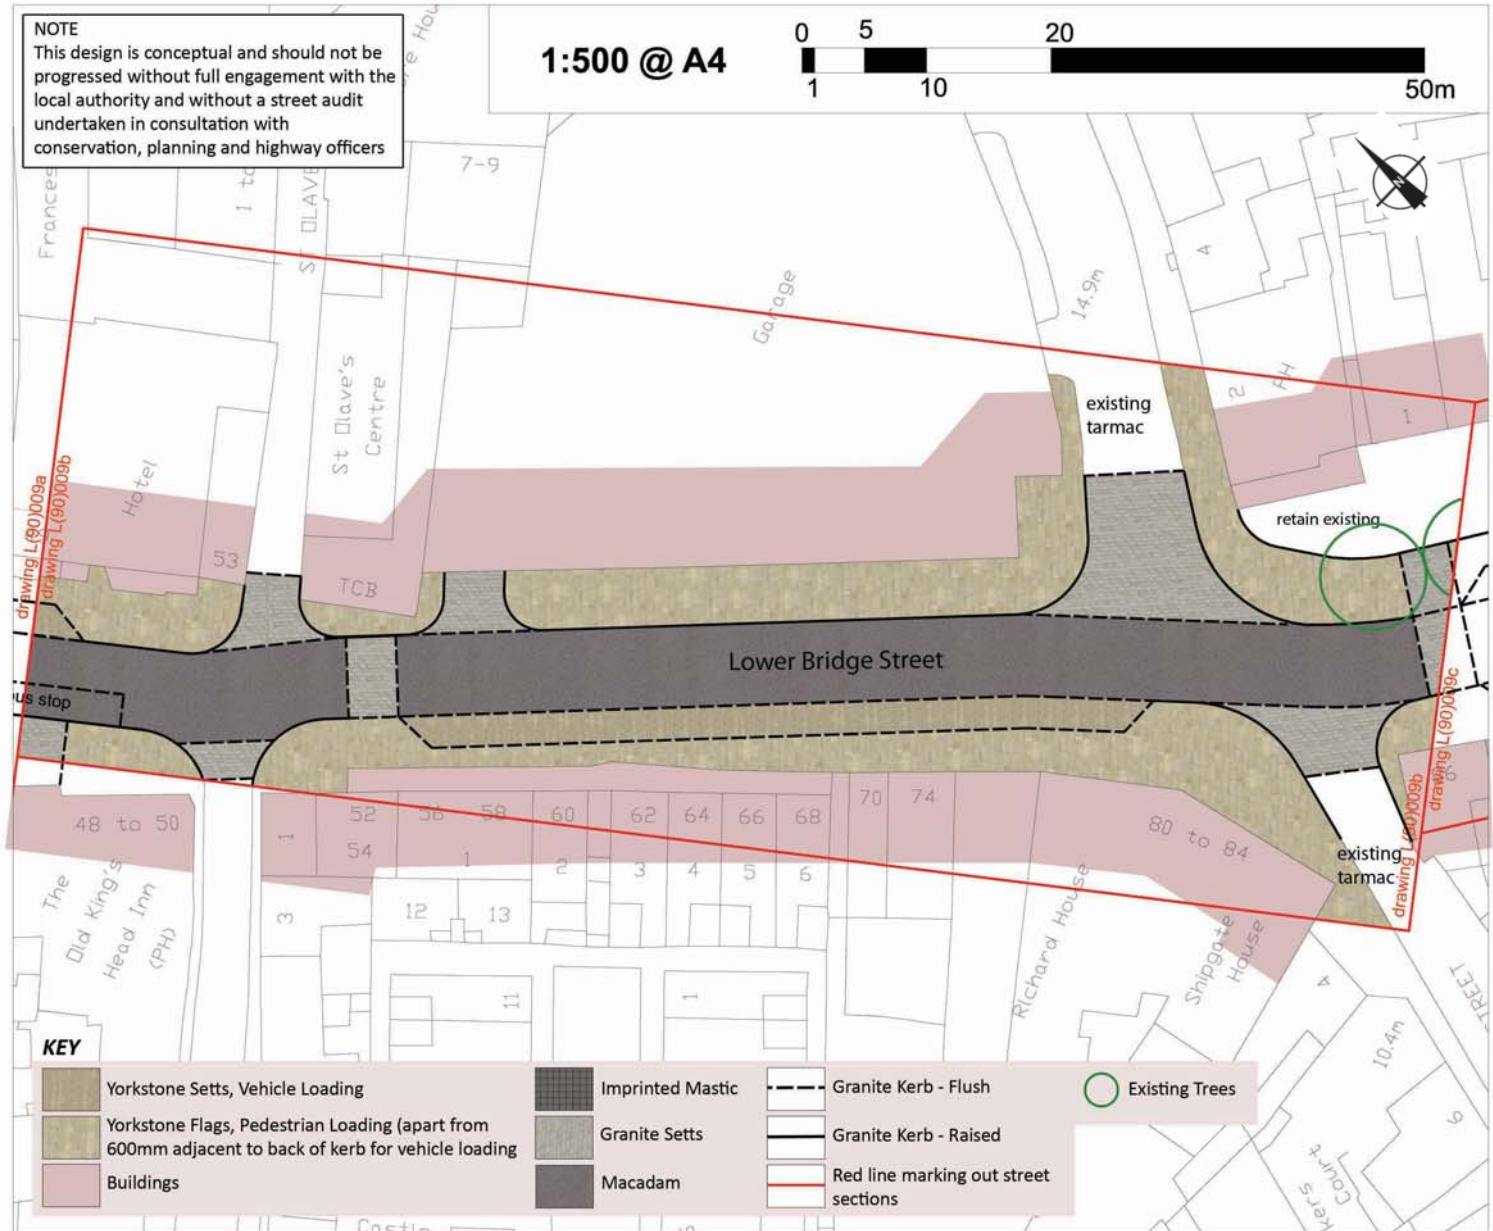 NOTE
This design is conceptual and should not be
progressed without full engagement with the
local authority and without a street audit
undertaken in consultation with
conservation, planning and highway officers
1:500 @ A4
0 5 20
1 10 50m
N
Frances
1 to
ST OLAVE
7-9
Garage
14.9m
4
2
PH
1
Hotel
53
St Olave's
Centre
TCB
existing
tarmac
retain existing
drawing L(90)009a
drawing L(90)009b
Lower Bridge Street
us stop
drawing L(90)009c
drawing L(90)009b
48 to 50
The
Old King's
Head Inn
(PH)
1
52
54
56
58
60
62
64
66
68
70
74
80 to 84
1
2
3
4
5
6
3
12
13
11
1
Richard House
Shipgate
House
existing
tarmac
4
10.4m
STREET
9
Court
KEY
Yorkstone Setts, Vehicle Loading
Yorkstone Flags, Pedestrian Loading (apart from
600mm adjacent to back of kerb for vehicle loading
Buildings
Imprinted Mastic
Granite Setts
Macadam
Granite Kerb - Flush
Granite Kerb - Raised
Red line marking out street
sections
Existing Trees